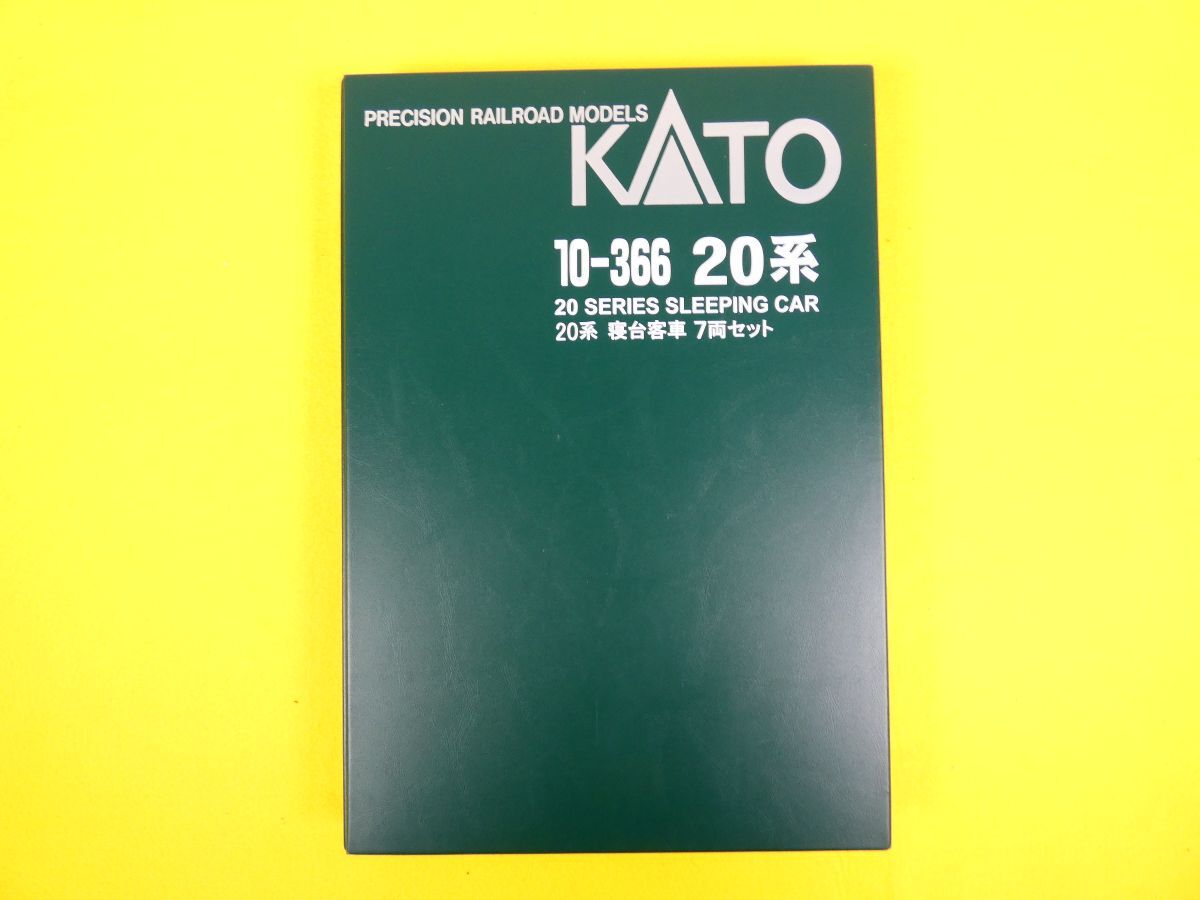 PRECISION RAILROAD MODELS
KATO
10-366 20系
20 SERIES SLEEPING CAR
20系 寝台客車 7両セット